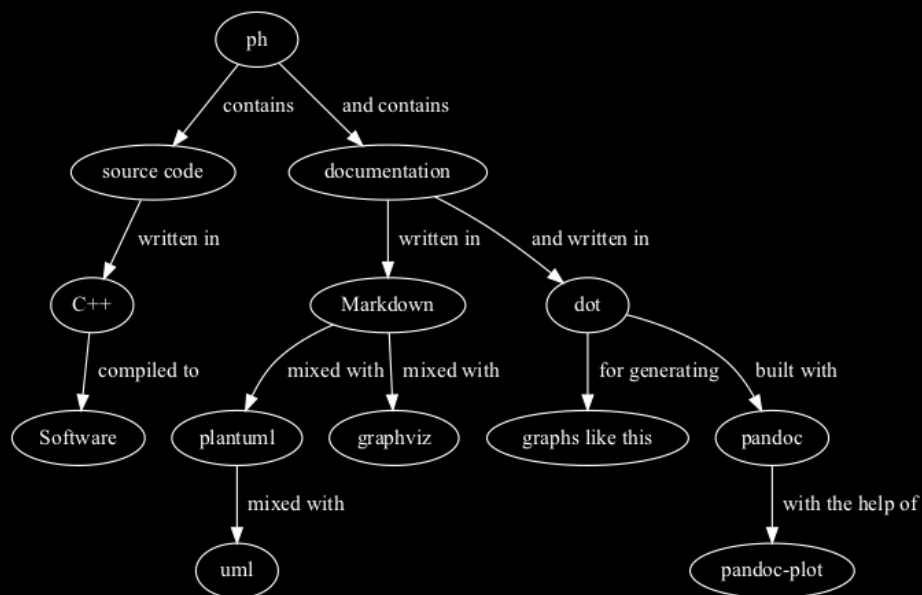 ph
contains
and contains
source code
documentation
written in
written in
and written in
C++
Markdown
dot
compiled to
mixed with
mixed with
for generating
built with
Software
plantuml
graphviz
graphs like this
pandoc
mixed with
with the help of
uml
pandoc-plot